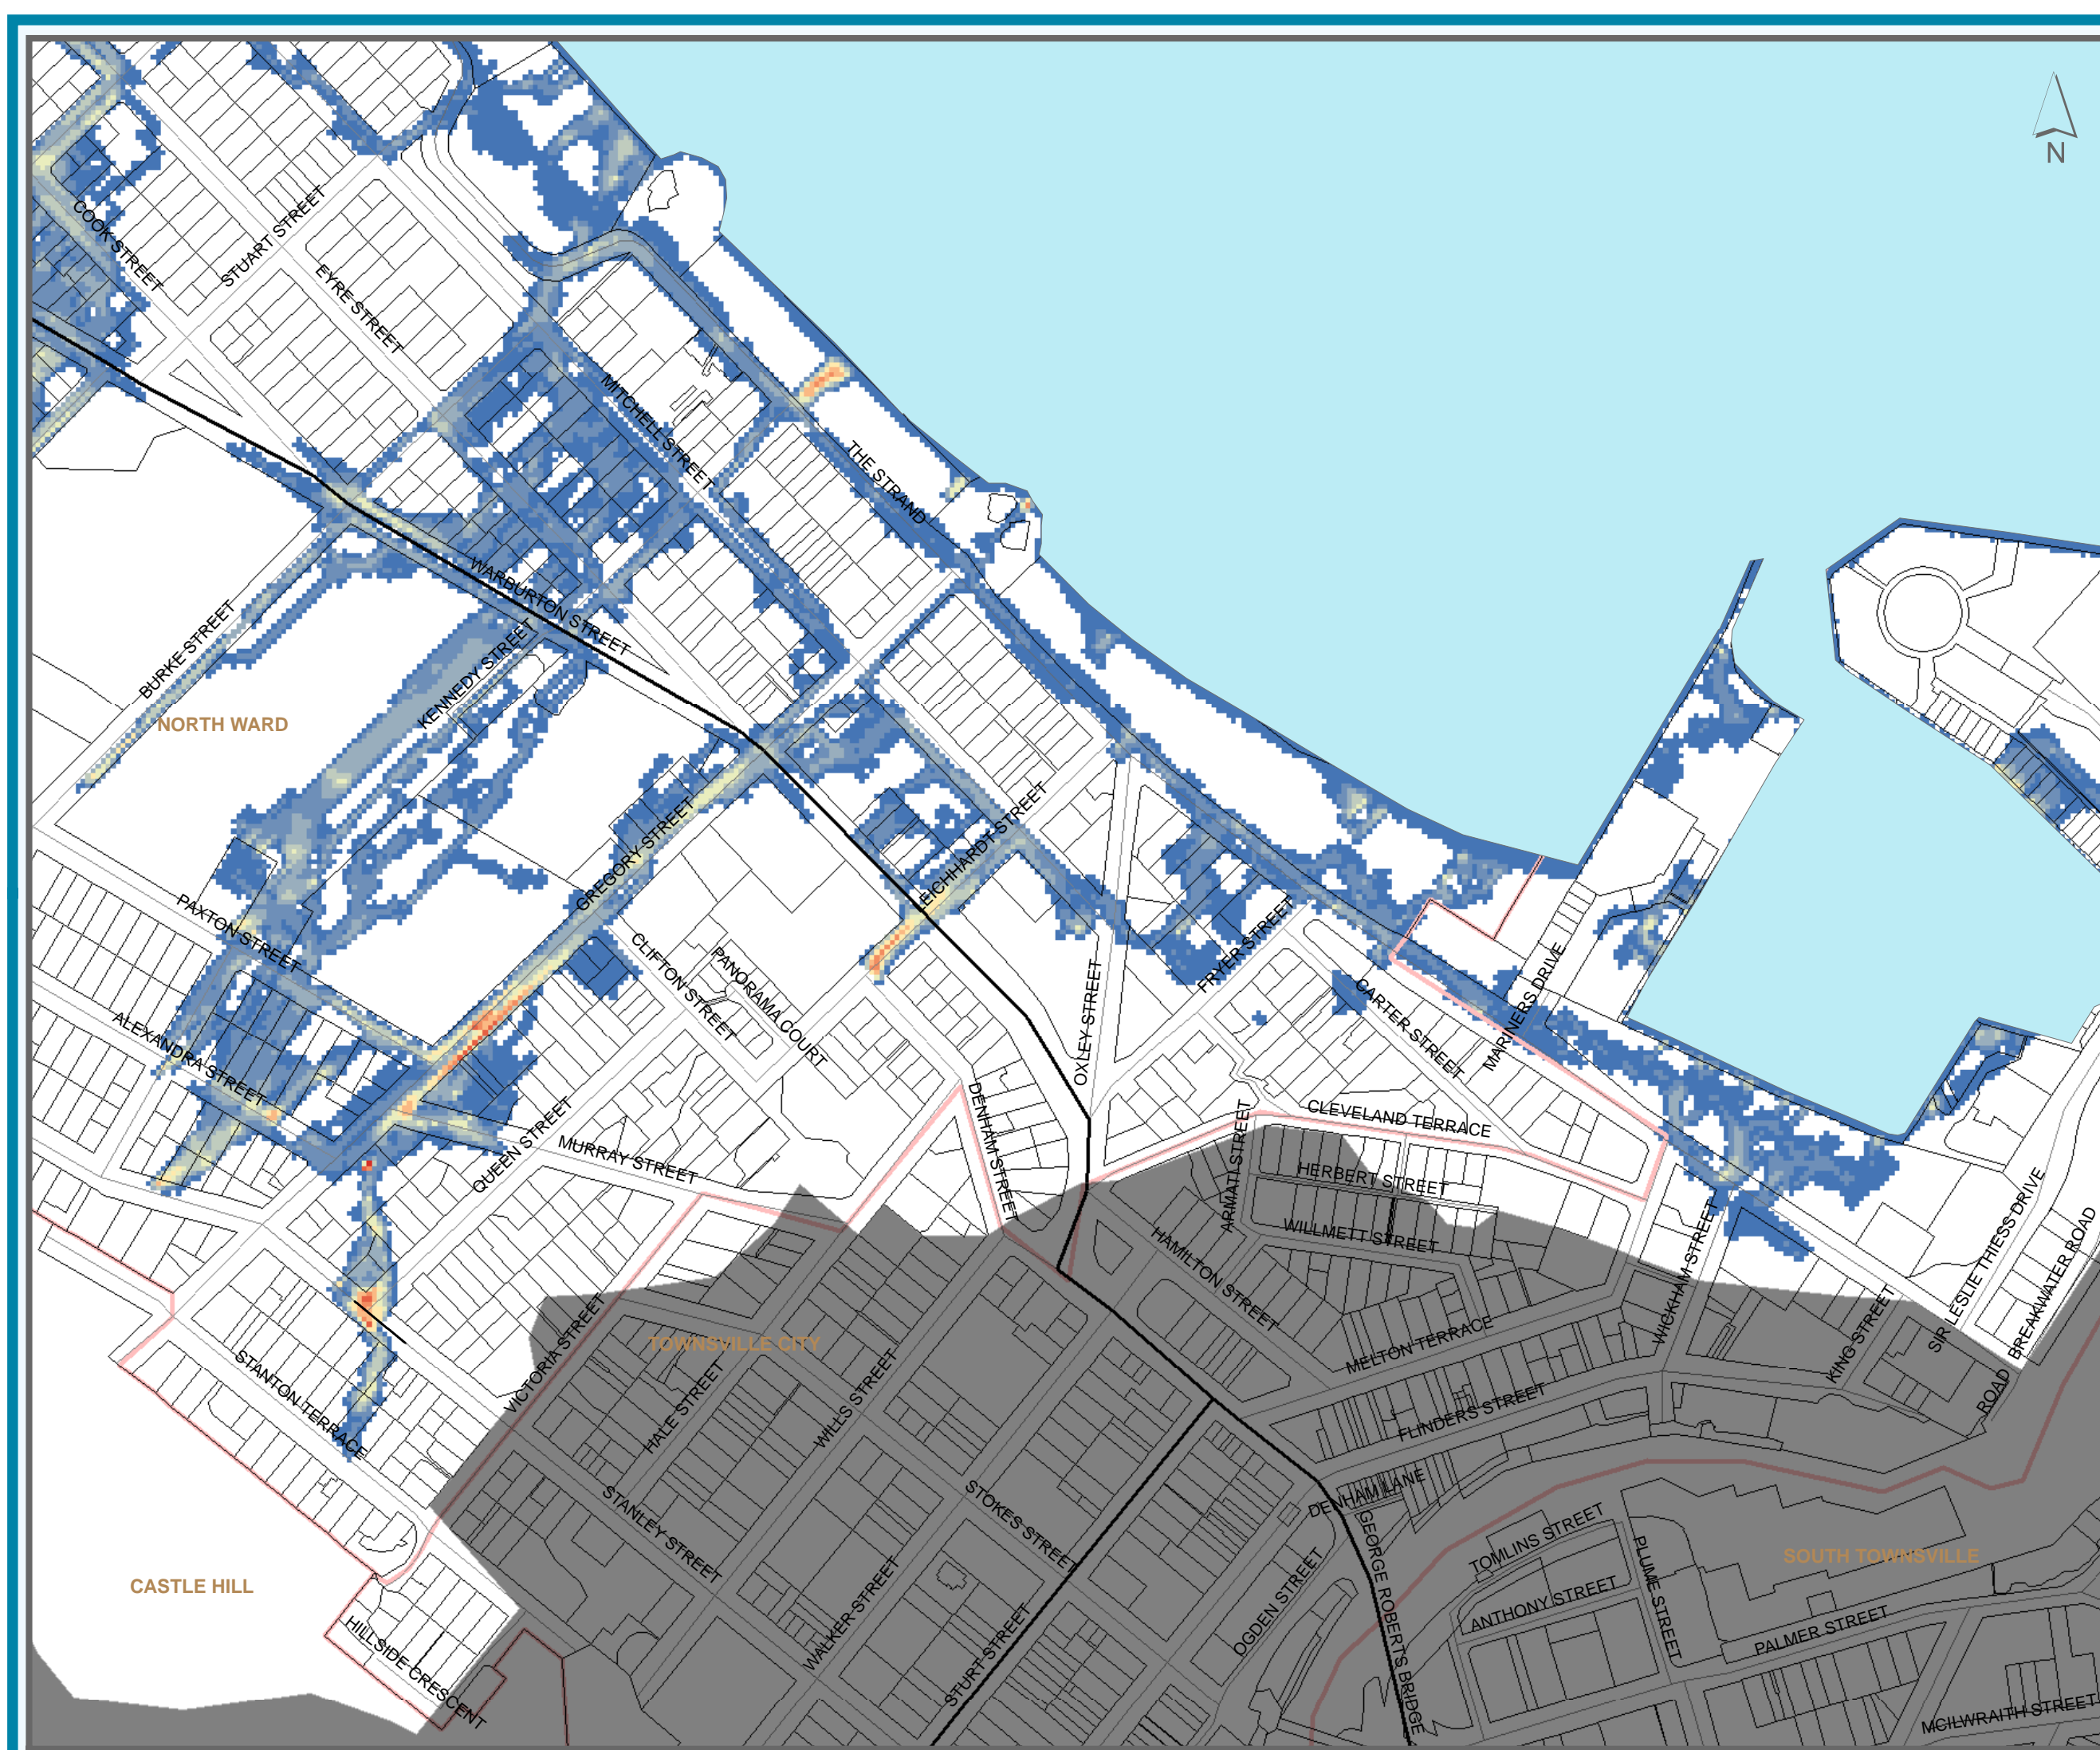 N
COOK STREET
STUART STREET
EYRE STREET
MITCHELL STREET
THE STRAND
WARBURTON STREET
BURKE STREET
KENNEDY STREET
NORTH WARD
GREGORY STREET
LEICHHARDT STREET
PAXTON STREET
CLIFTON STREET
PANORAMA COURT
FRYER STREET
CARTER STREET
MARINERS DRIVE
OXLEY STREET
ALEXANDRA STREET
QUEEN STREET
MURRAY STREET
DENHAM STREET
CLEVELAND TERRACE
ARMATI STREET
HERBERT STREET
WILLMETT STREET
HAMILTON STREET
WICKHAM STREET
SIR LESLIE THIESS DRIVE
BREAKWATER ROAD
KING STREET
TOWNSVILLE CITY
VICTORIA STREET
HALE STREET
WILLS STREET
MELTON TERRACE
FLINDERS STREET
ROAD
STANTON TERRACE
STANLEY STREET
STOKES STREET
DENHAM LANE
GEORGE ROBERTS BRIDGE
TOMLINS STREET
PLUME STREET
SOUTH TOWNSVILLE
CASTLE HILL
HILLSIDE CRESCENT
WALKER STREET
STURT STREET
OGDEN STREET
ANTHONY STREET
PALMER STREET
MCILWRAITH STREET